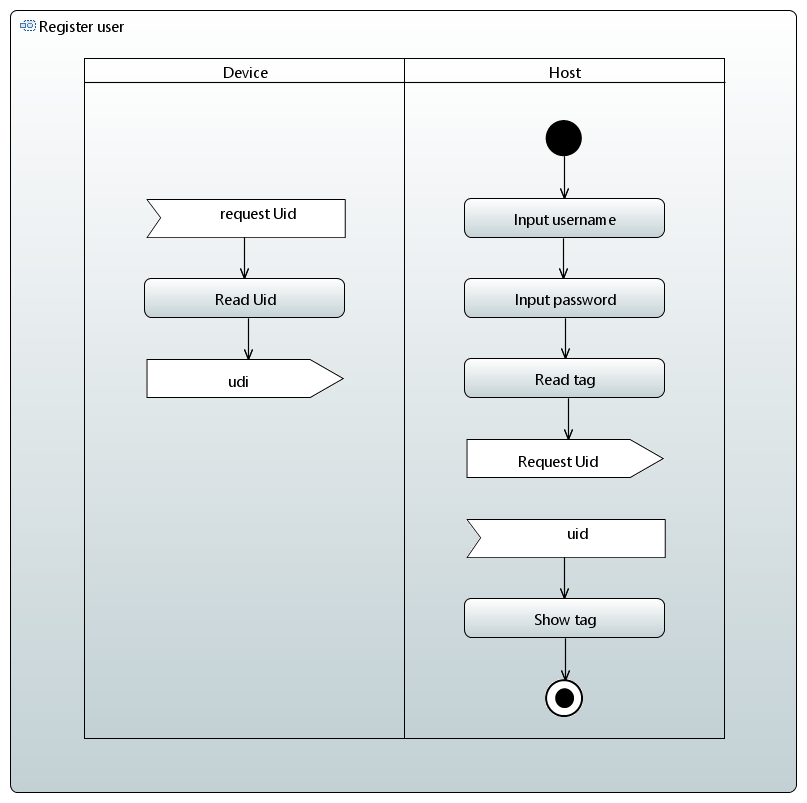 Register user
Device
Host
request Uid
Read Uid
udi
Input username
Input password
Read tag
Request Uid
uid
Show tag